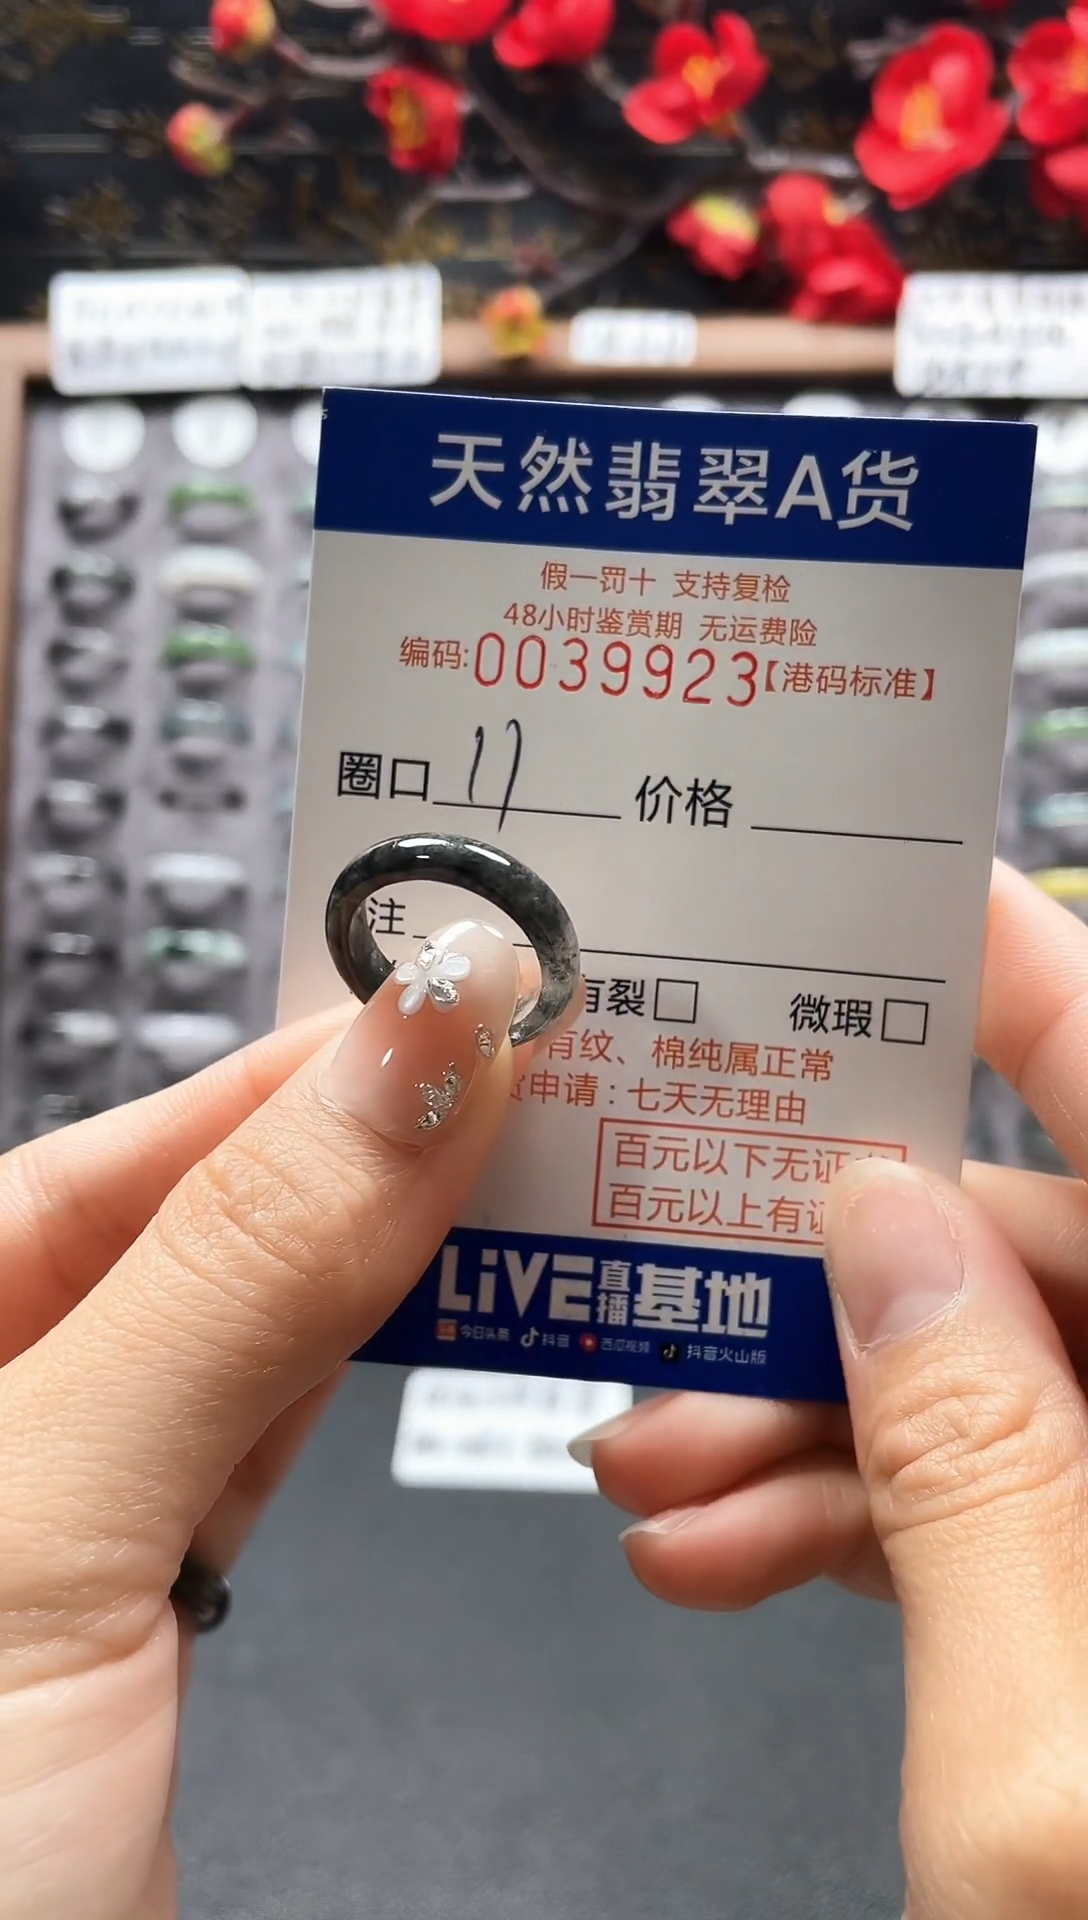 天然翡翠A货
假一罚十 支持复检
48小时鉴赏期 无运费险
编码:0039923【港码标准】
圈口 17 价格
注
有裂□ 微瑕□
有纹、棉纯属正常
货申请：七天无理由
百元以下无证
百元以上有证
LiVE直播基地
今日头条 抖音 西瓜视频 抖音火山版